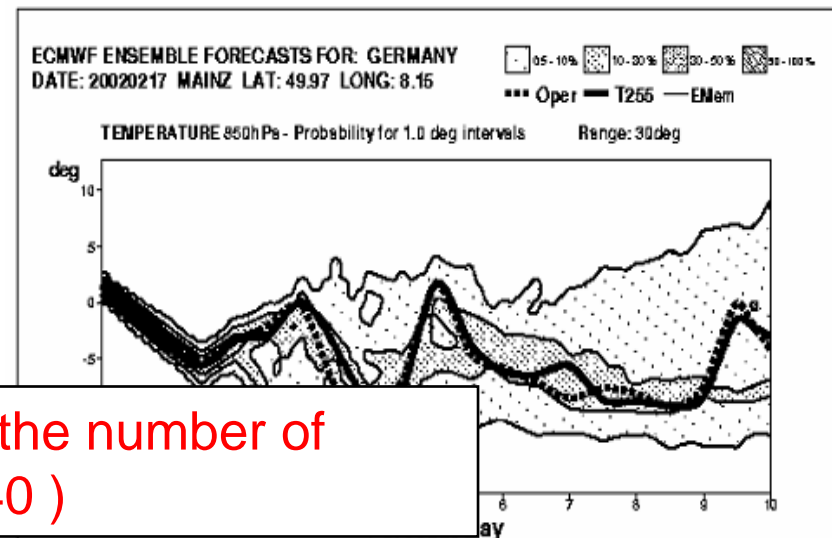 ECMWF ENSEMBLE FORECASTS FOR: GERMANY
DATE: 20020217 MAINZ LAT: 49.97 LONG: 8.15
05-10% 10-30% 30-50% 50-100%
Oper T255 EMem
TEMPERATURE 850hPa - Probability for 1.0 deg intervals Range: 30deg
deg
10
5
0
-5
the number of
0 )
6 7 8 9 10
ay